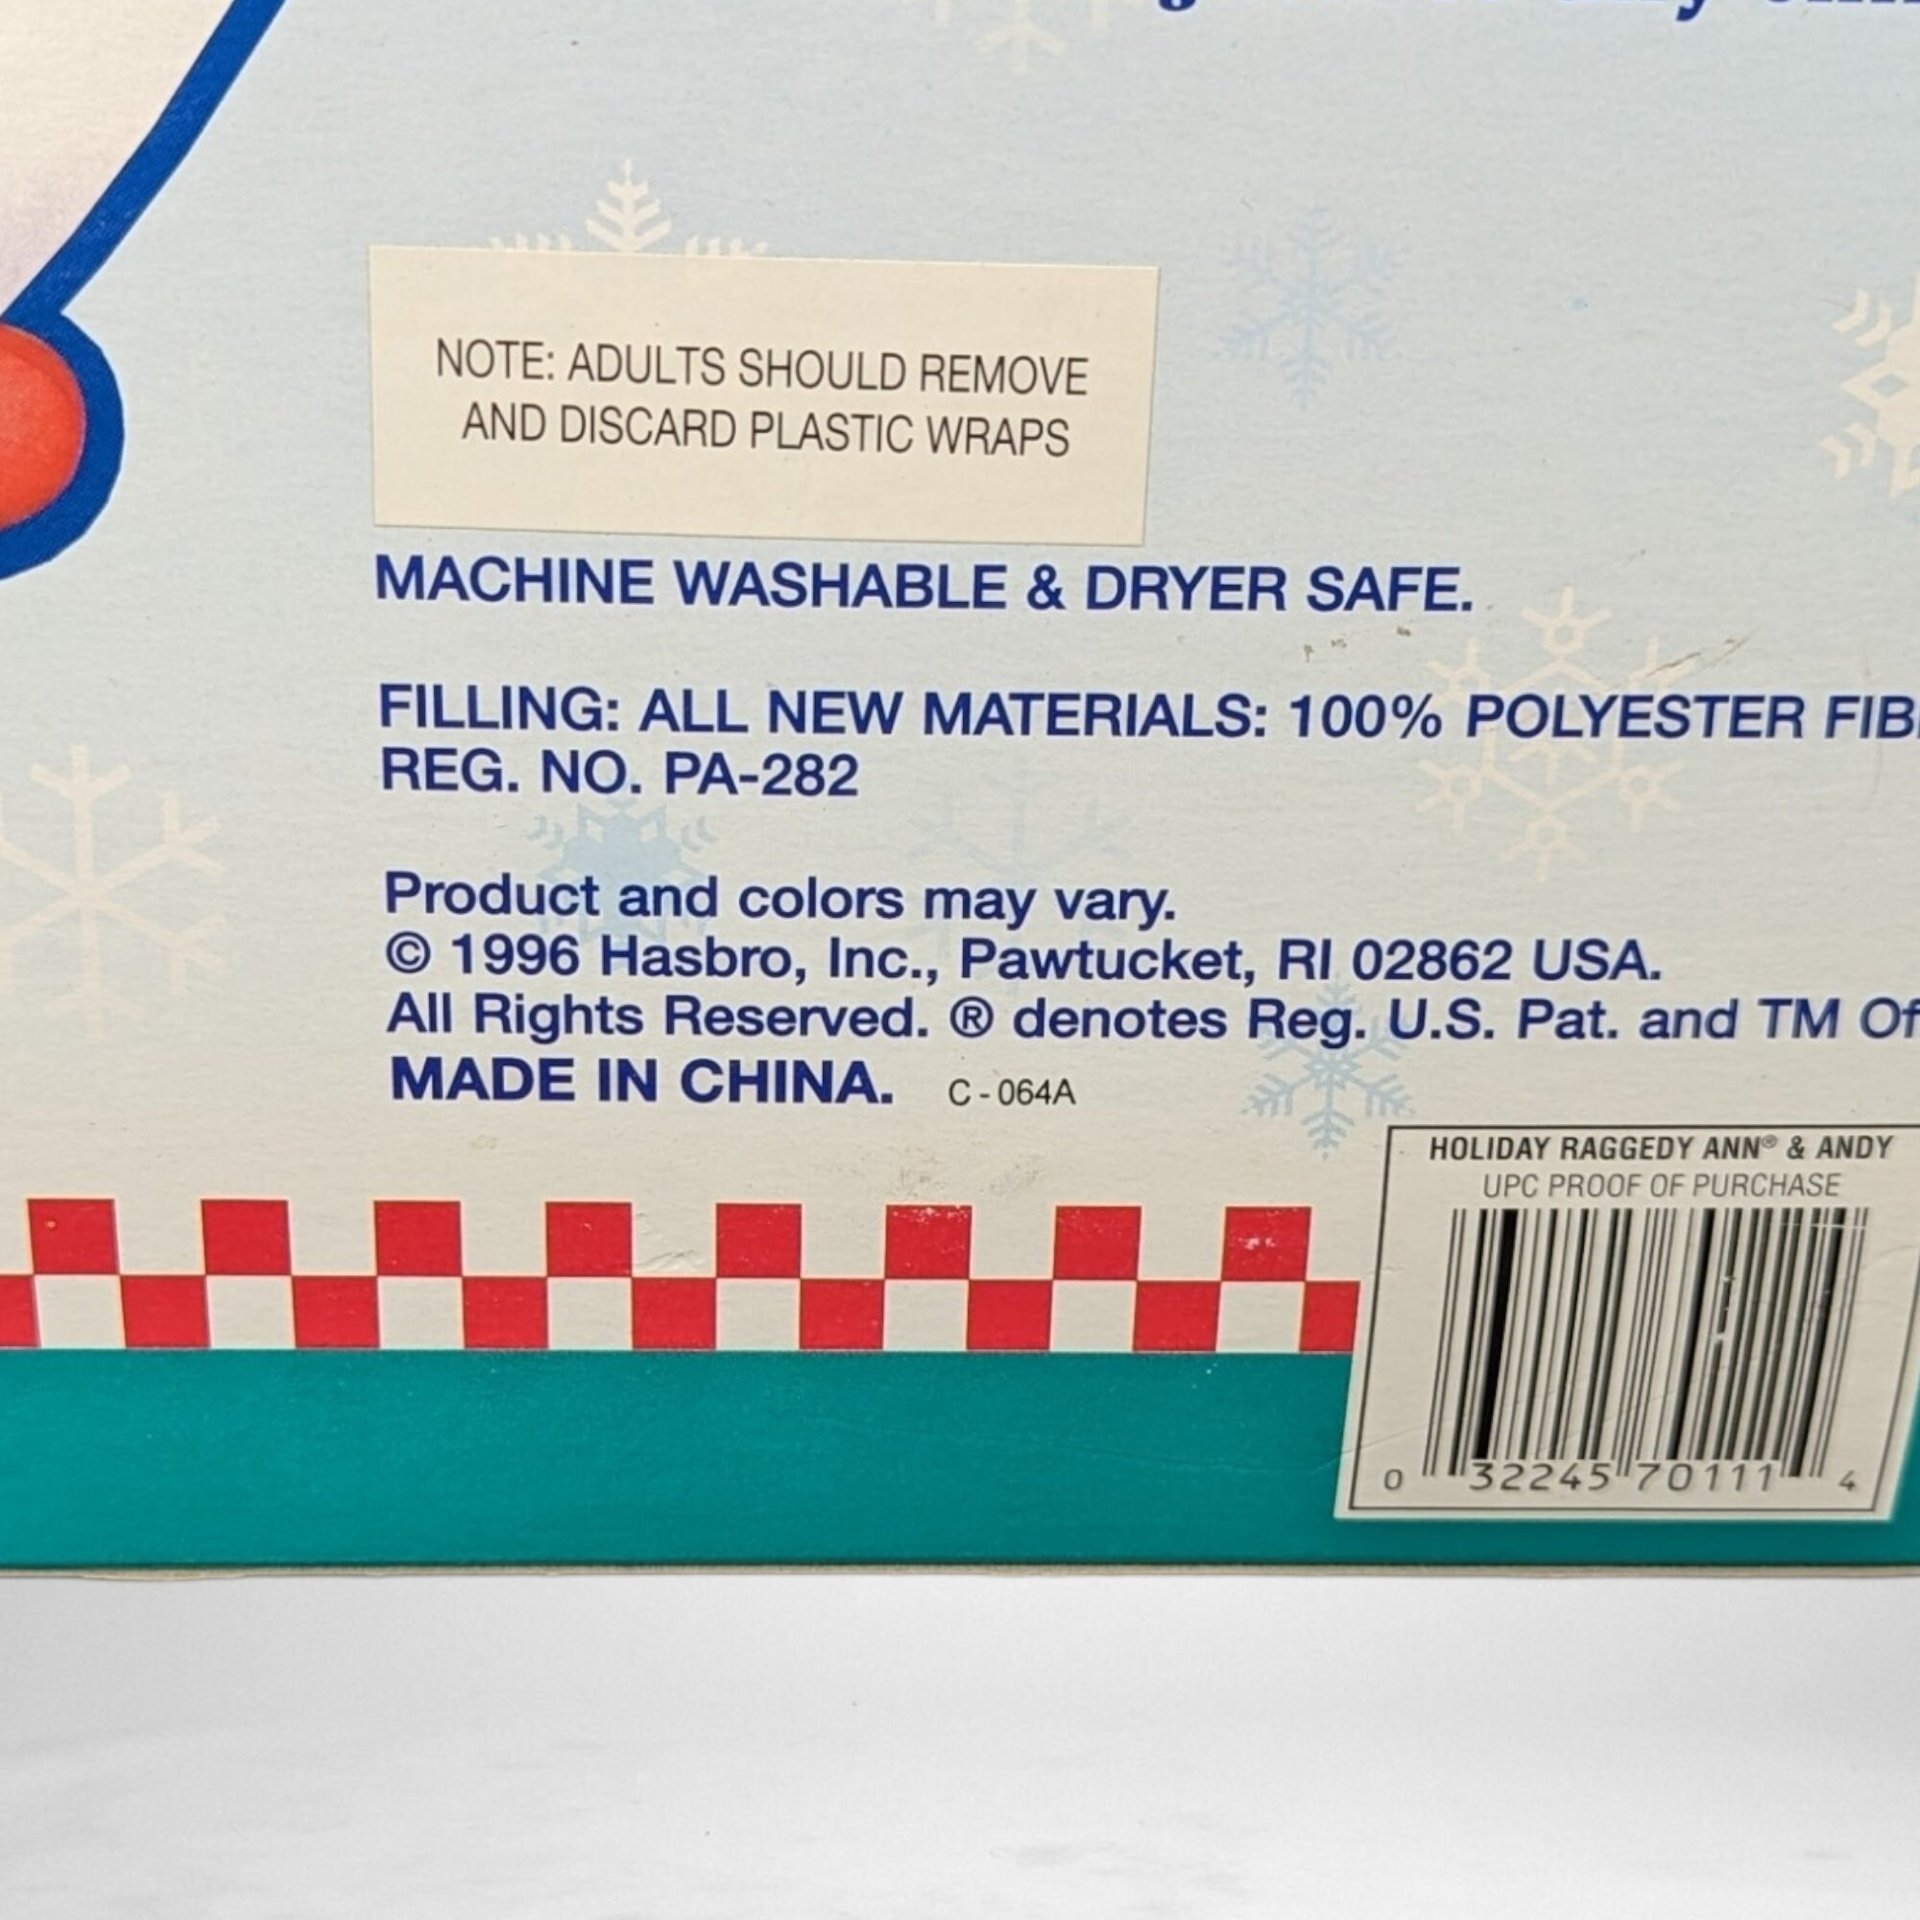 NOTE: ADULTS SHOULD REMOVE
AND DISCARD PLASTIC WRAPS
MACHINE WASHABLE & DRYER SAFE.
FILLING: ALL NEW MATERIALS: 100% POLYESTER
REG. NO. PA-282
Product and colors may vary.
© 1996 Hasbro, Inc., Pawtucket, RI 02862 USA.
All Rights Reserved. ® denotes Reg. U.S. Pat. and TM
MADE IN CHINA. C - 064A
HOLIDAY RAGGEDY ANN® & ANDY
UPC PROOF OF PURCHASE
0 32245 70111 4